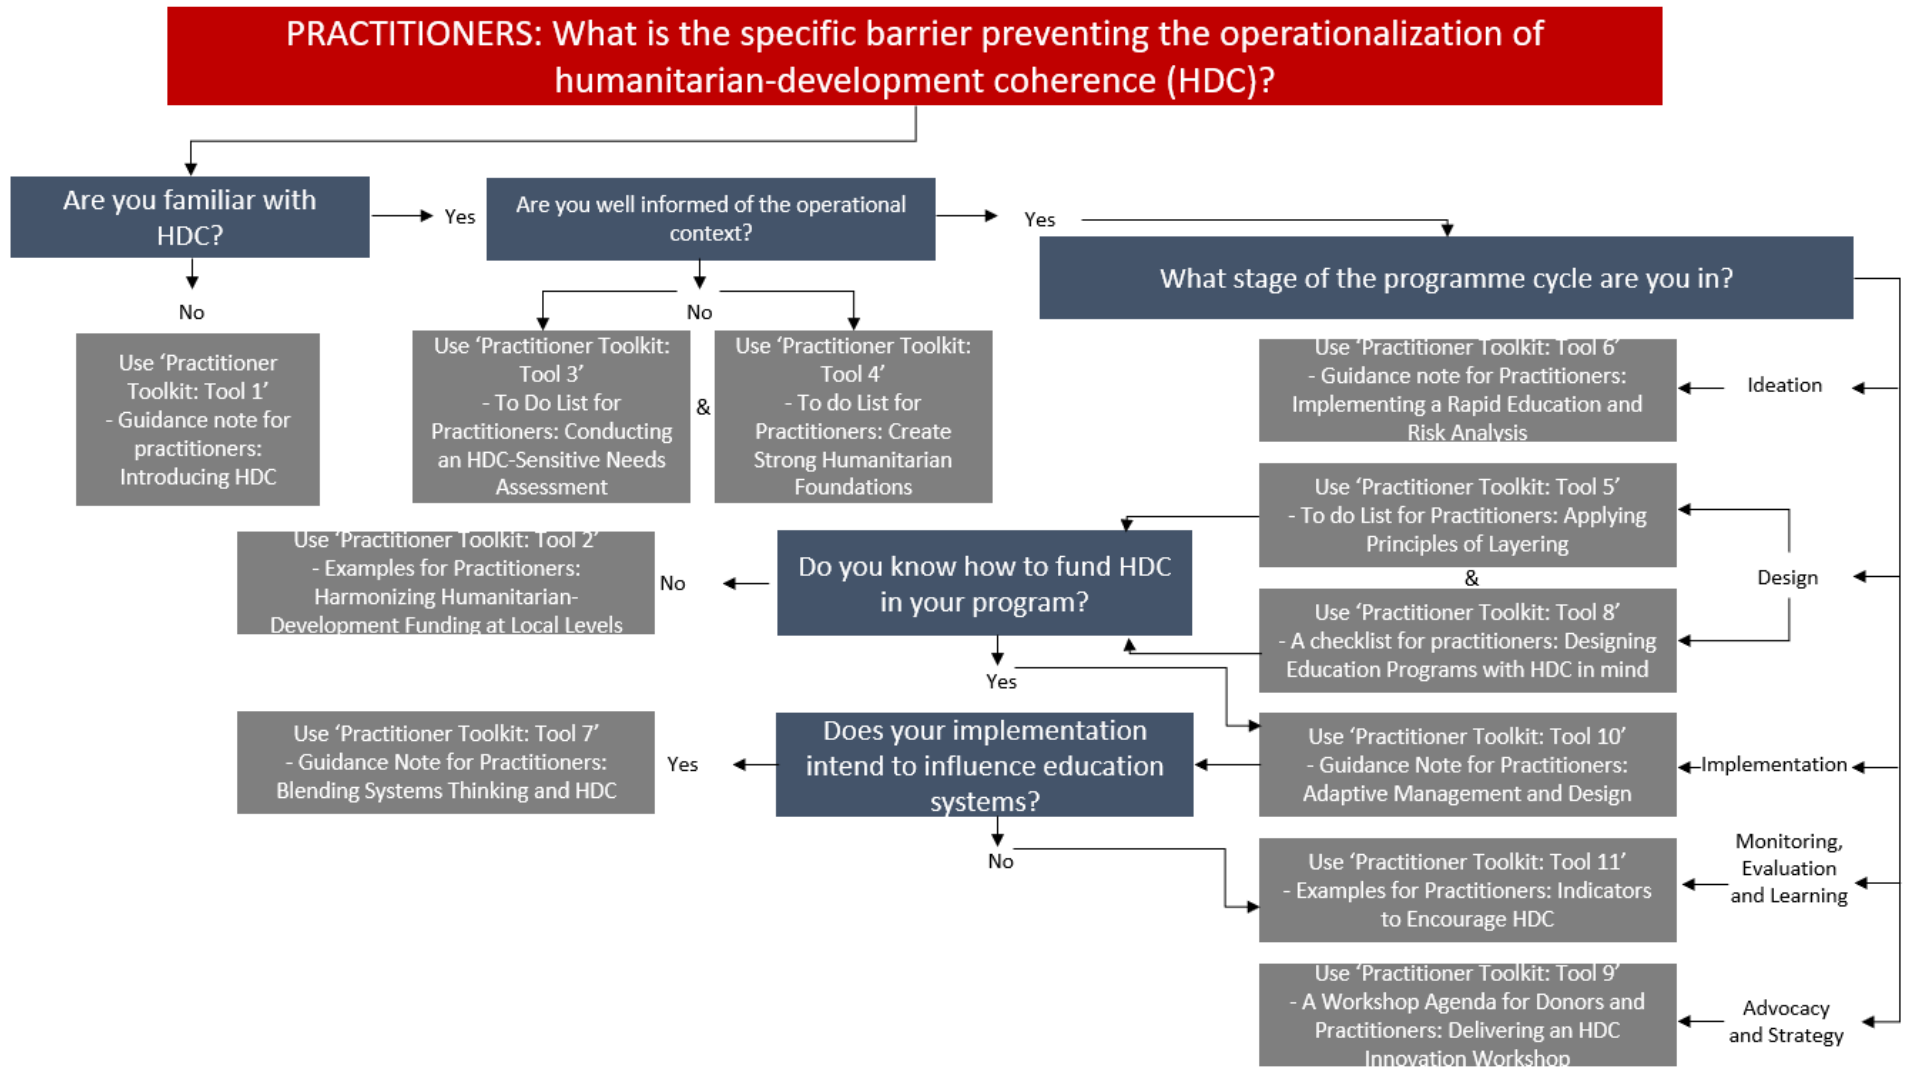 PRACTITIONERS: What is the specific barrier preventing the operationalization of
humanitarian-development coherence (HDC)?
Are you familiar with
HDC?
Yes
No
Use ‘Practitioner
Toolkit: Tool 1’
- Guidance note for
practitioners:
Introducing HDC
Are you well informed of the operational
context?
Yes
No
Use ‘Practitioner Toolkit:
Tool 3’
- To Do List for
Practitioners: Conducting
an HDC-Sensitive Needs
Assessment
&
Use ‘Practitioner Toolkit:
Tool 4’
- To do List for
Practitioners: Create
Strong Humanitarian
Foundations
What stage of the programme cycle are you in?
Use ‘Practitioner Toolkit: Tool 6’
- Guidance note for Practitioners:
Implementing a Rapid Education and
Risk Analysis
Ideation
Use ‘Practitioner Toolkit: Tool 5’
- To do List for Practitioners: Applying
Principles of Layering
&
Design
Use ‘Practitioner Toolkit: Tool 8’
- A checklist for practitioners: Designing
Education Programs with HDC in mind
Do you know how to fund HDC
in your program?
No
Use ‘Practitioner Toolkit: Tool 2’
- Examples for Practitioners:
Harmonizing Humanitarian-
Development Funding at Local Levels
Yes
Use ‘Practitioner Toolkit: Tool 10’
- Guidance Note for Practitioners:
Adaptive Management and Design
Implementation
Does your implementation
intend to influence education
systems?
Yes
Use ‘Practitioner Toolkit: Tool 7’
- Guidance Note for Practitioners:
Blending Systems Thinking and HDC
No
Use ‘Practitioner Toolkit: Tool 11’
- Examples for Practitioners: Indicators
to Encourage HDC
Monitoring,
Evaluation
and Learning
Use ‘Practitioner Toolkit: Tool 9’
- A Workshop Agenda for Donors and
Practitioners: Delivering an HDC
Innovation Workshop
Advocacy
and Strategy